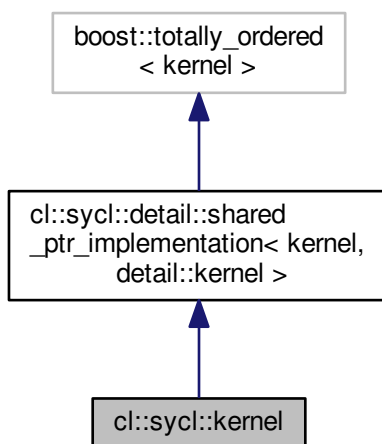 boost::totally_ordered
< kernel >
cl::sycl::detail::shared
_ptr_implementation< kernel,
detail::kernel >
cl::sycl::kernel